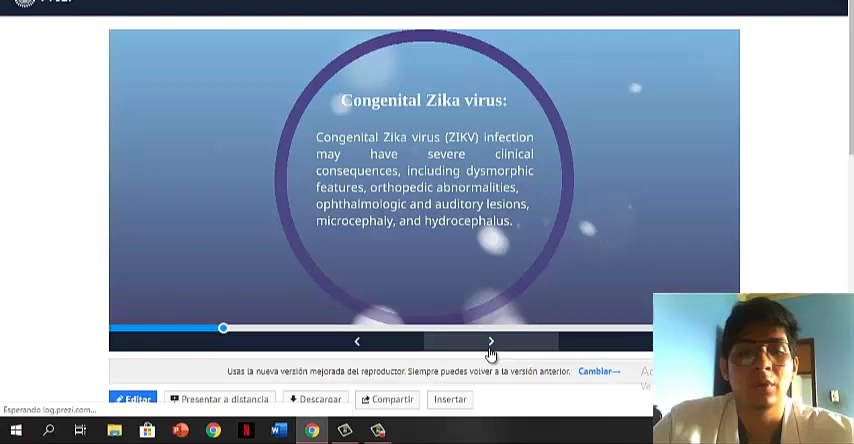 Congenital Zika virus:
Congenital Zika virus (ZIKV) infection
may have severe clinical
consequences, including dysmorphic
features, orthopedic abnormalities,
ophthalmologic and auditory lesions,
microcephaly, and hydrocephalus.
Usas la nueva versión mejorada del reproductor. Siempre puedes volver a la versión anterior. Cambiar→
Editar Presentar a distancia Descargar Compartir Insertar
Esperando log.prezi.com...